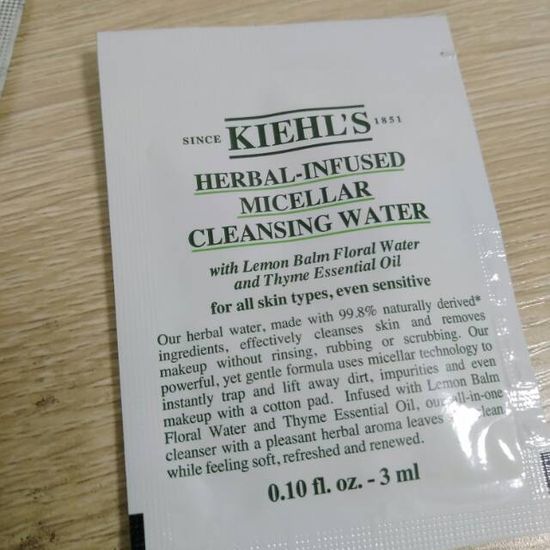 SINCE KIEHL'S 1851
HERBAL-INFUSED
MICELLAR
CLEANSING WATER
with Lemon Balm Floral Water
and Thyme Essential Oil
for all skin types, even sensitive
Our herbal water, made with 99.8% naturally derived*
ingredients, effectively cleanses skin and removes
makeup without rinsing, rubbing or scrubbing. Our
powerful, yet gentle formula uses micellar technology to
instantly trap and lift away dirt, impurities and even
makeup with a cotton pad. Infused with Lemon Balm
Floral Water and Thyme Essential Oil, our all-in-one
cleanser with a pleasant herbal aroma leaves clean
while feeling soft, refreshed and renewed.
0.10 fl. oz. - 3 ml